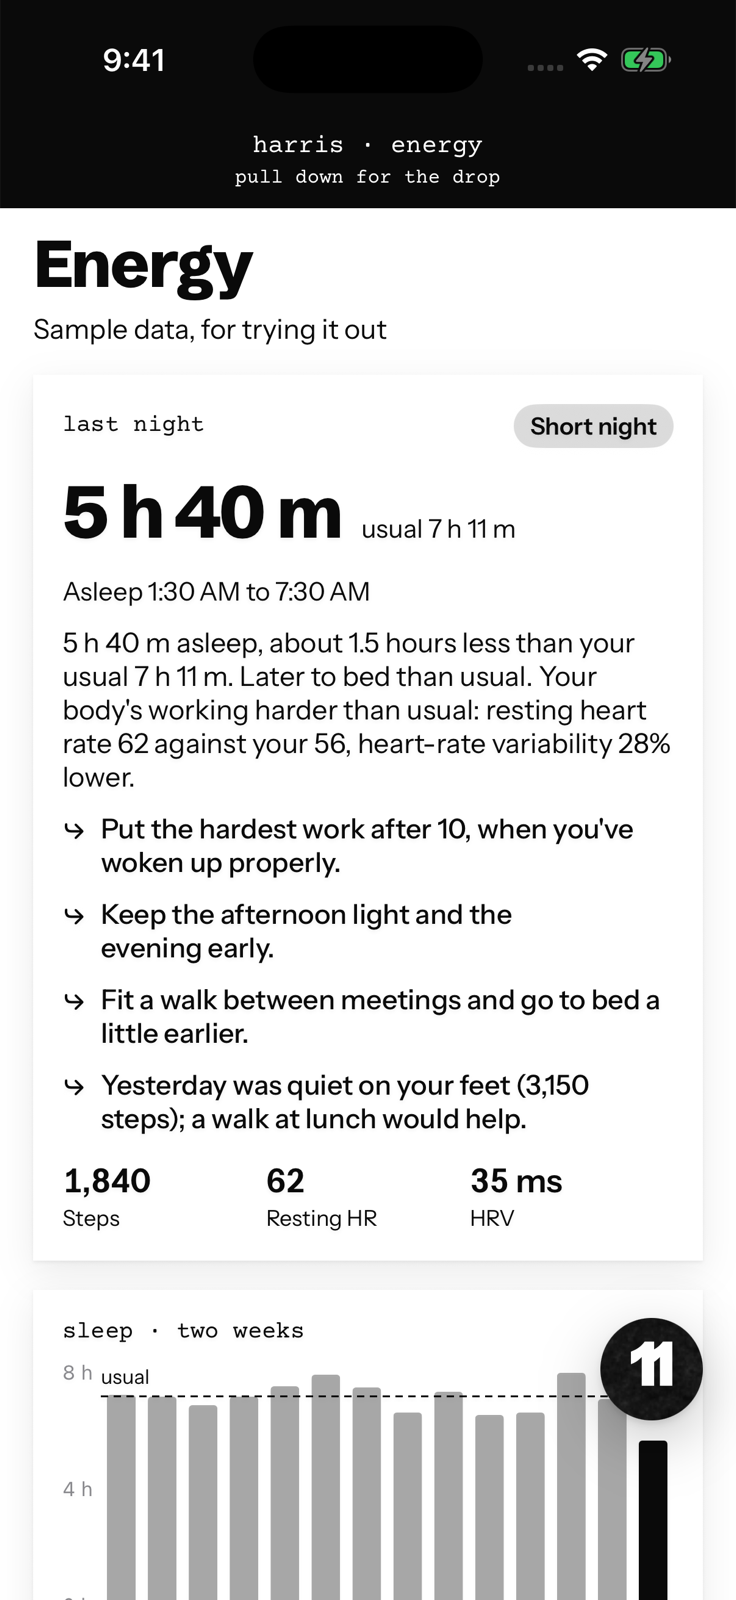 9:41
harris · energy
pull down for the drop
Energy
Sample data, for trying it out
last night
Short night
5 h 40 m usual 7 h 11 m
Asleep 1:30 AM to 7:30 AM
5 h 40 m asleep, about 1.5 hours less than your
usual 7 h 11 m. Later to bed than usual. Your
body's working harder than usual: resting heart
rate 62 against your 56, heart-rate variability 28%
lower.
↪ Put the hardest work after 10, when you've
woken up properly.
↪ Keep the afternoon light and the
evening early.
↪ Fit a walk between meetings and go to bed a
little earlier.
↪ Yesterday was quiet on your feet (3,150
steps); a walk at lunch would help.
1,840 62 35 ms
Steps Resting HR HRV
sleep · two weeks
11
8 h usual
4 h